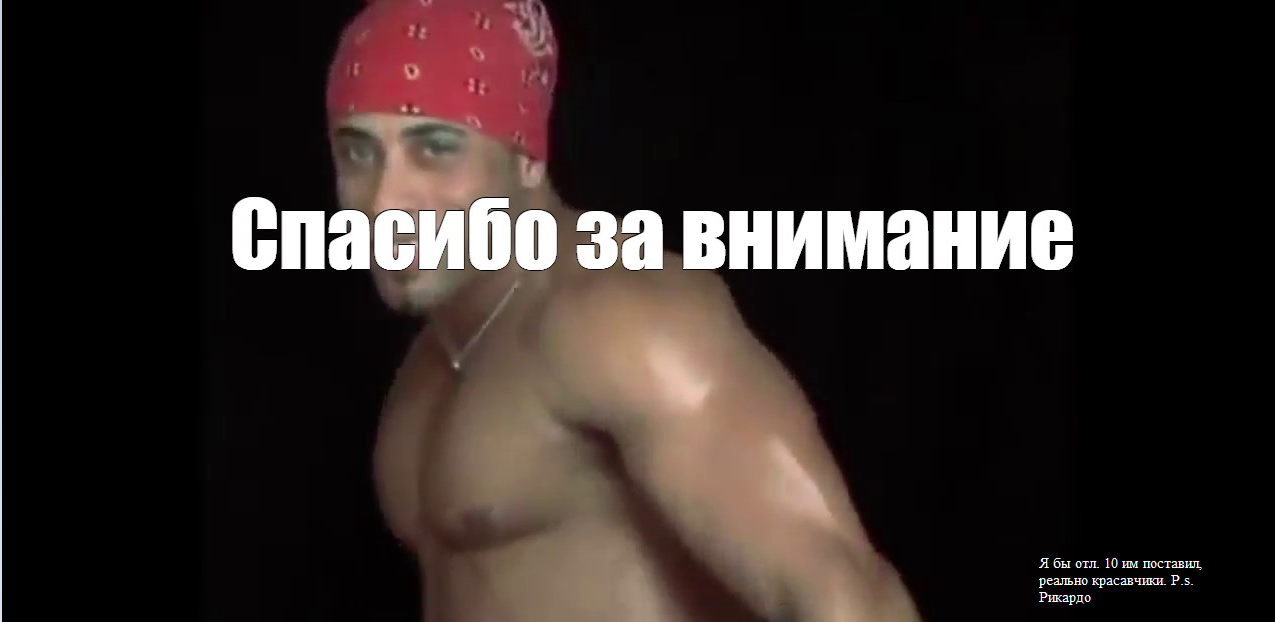 Спасибо за внимание
Я бы отл. 10 им поставил,
реально красавчики. P.s.
Рикардо